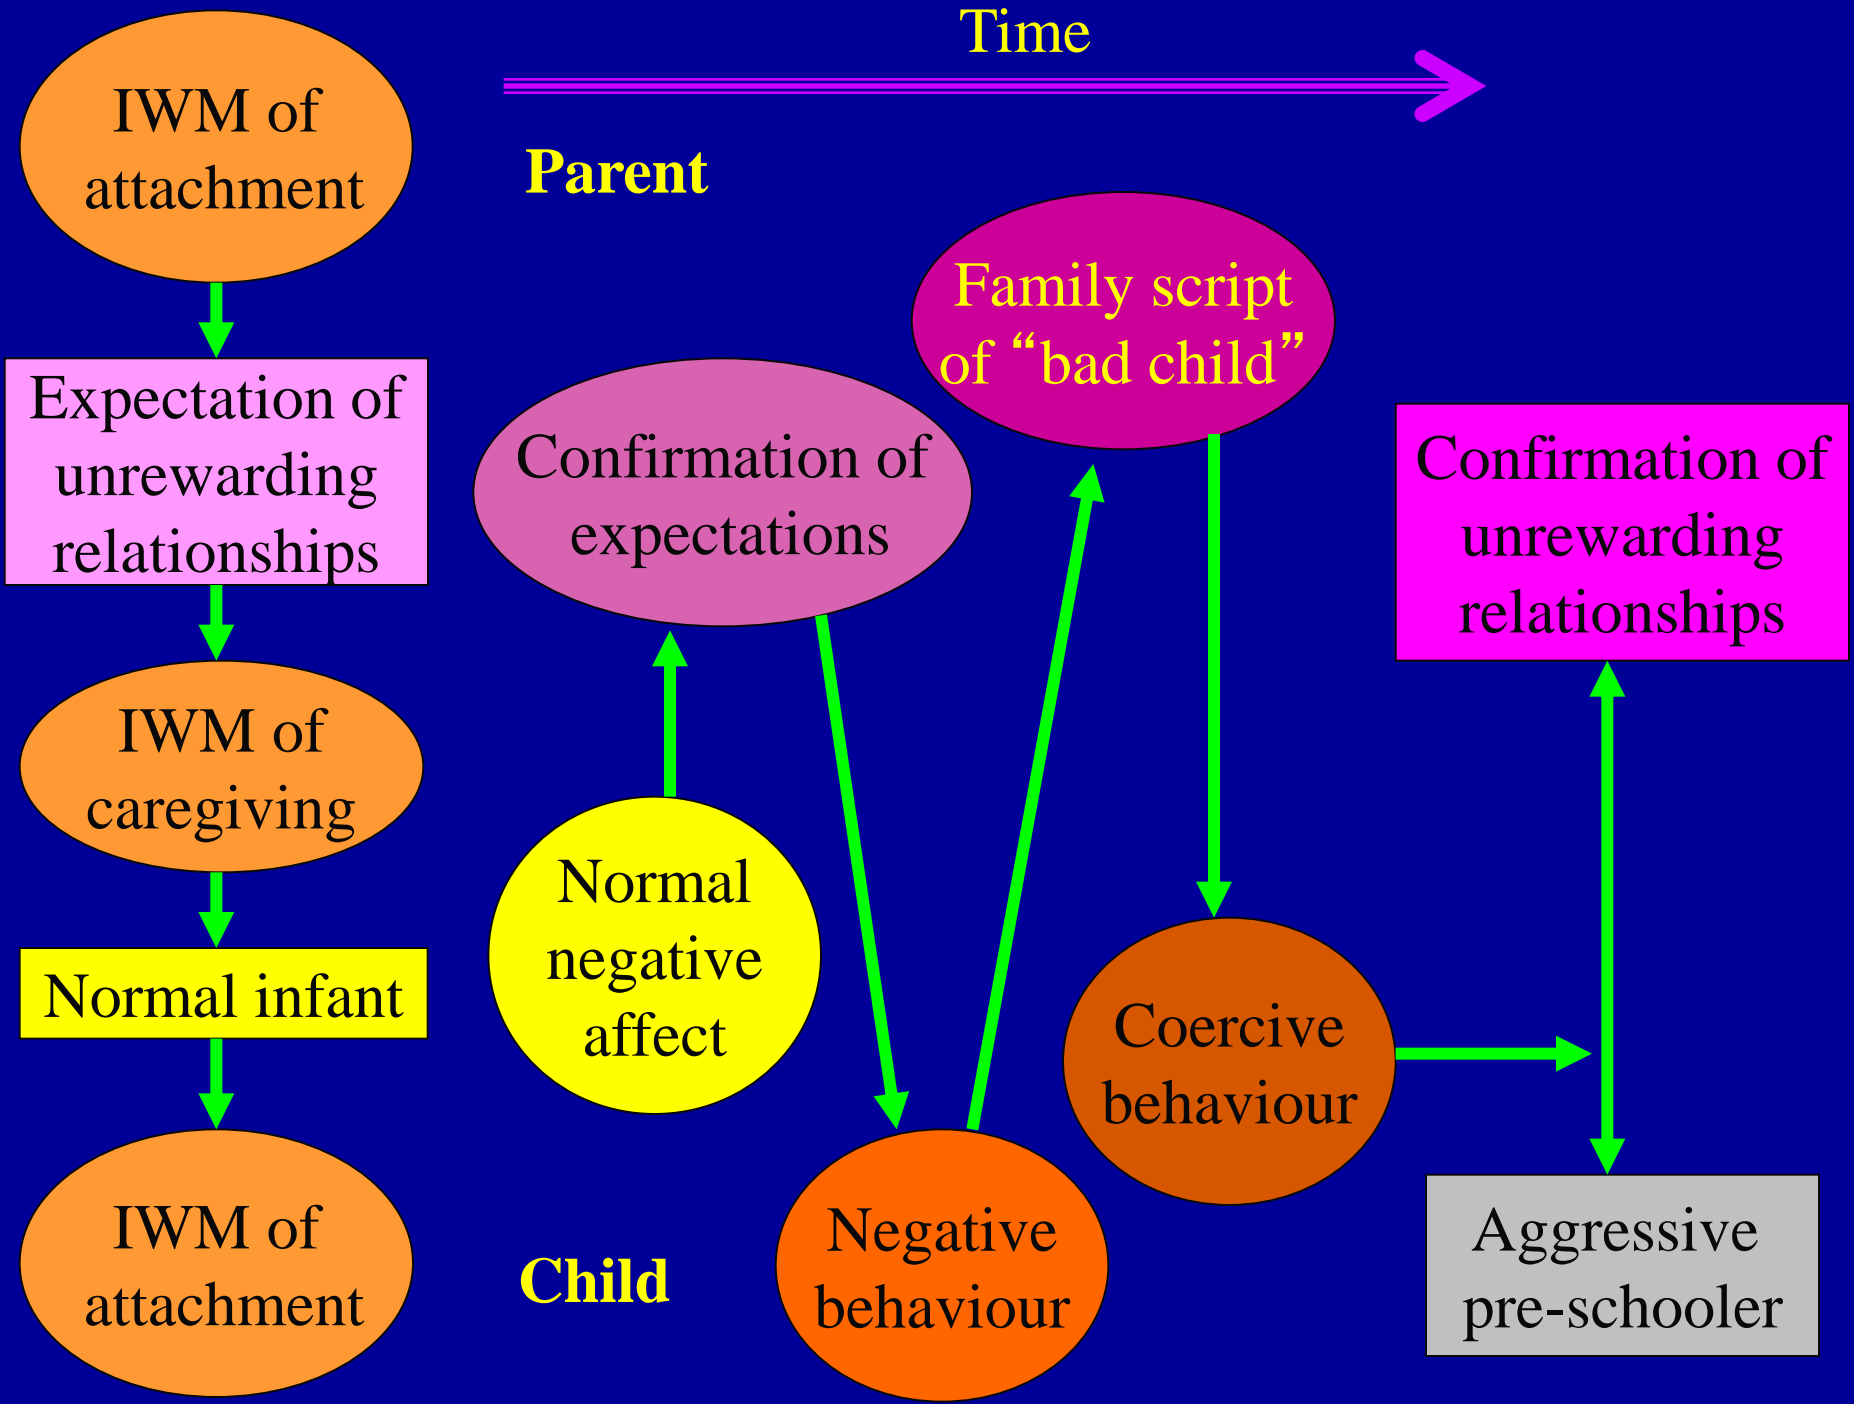 Time
IWM of
attachment
Parent
Family script
of “bad child”
Expectation of
unrewarding
relationships
Confirmation of
expectations
Confirmation of
unrewarding
relationships
IWM of
caregiving
Normal
negative
affect
Normal infant
Coercive
behaviour
IWM of
attachment
Child
Negative
behaviour
Aggressive
pre-schooler